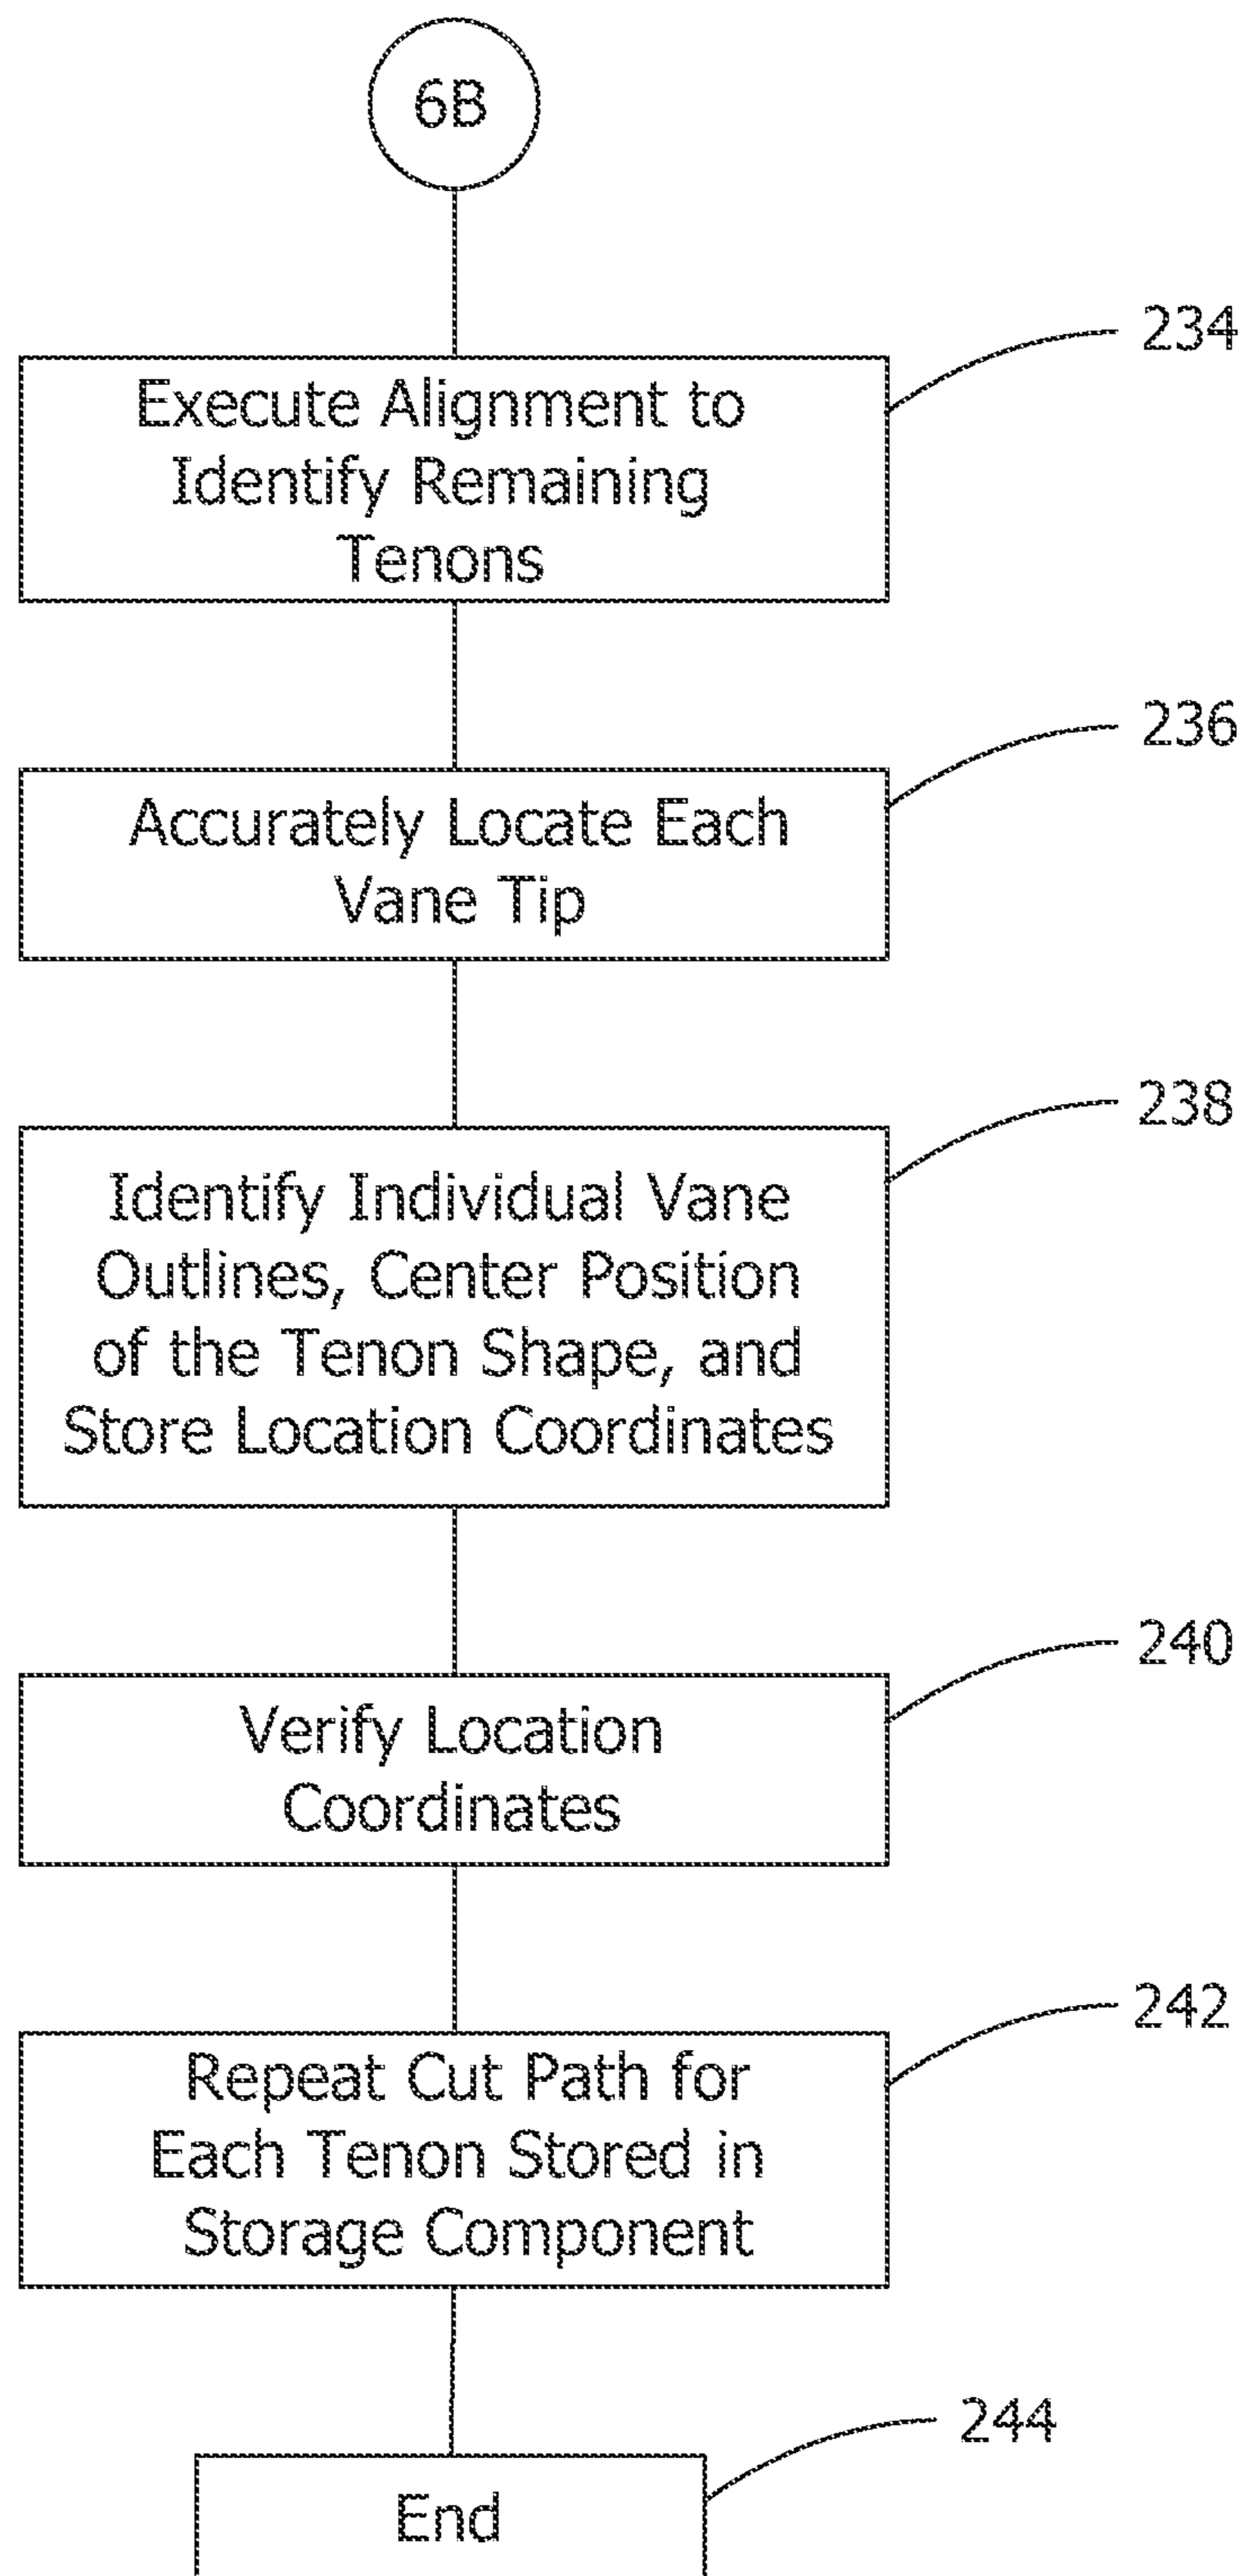 6B
234
Execute Alignment to
Identify Remaining
Tenons
236
Accurately Locate Each
Vane Tip
238
Identify Individual Vane
Outlines, Center Position
of the Tenon Shape, and
Store Location Coordinates
240
Verify Location
Coordinates
242
Repeat Cut Path for
Each Tenon Stored in
Storage Component
244
End